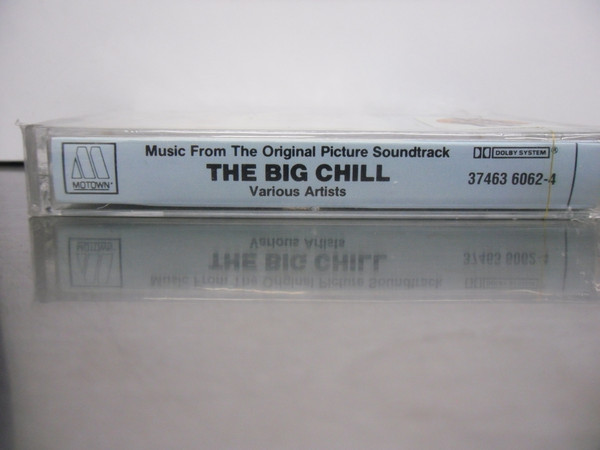 Music From The Original Picture Soundtrack
THE BIG CHILL
Various Artists
MOTOWN
DOLBY SYSTEM®
37463 6062-4